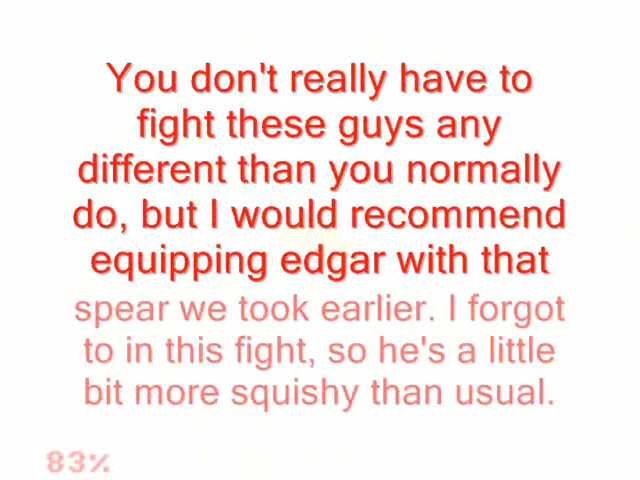 You don't really have to
fight these guys any
different than you normally
do, but I would recommend
equipping edgar with that
spear we took earlier. I forgot
to in this fight, so he's a little
bit more squishy than usual.
83%